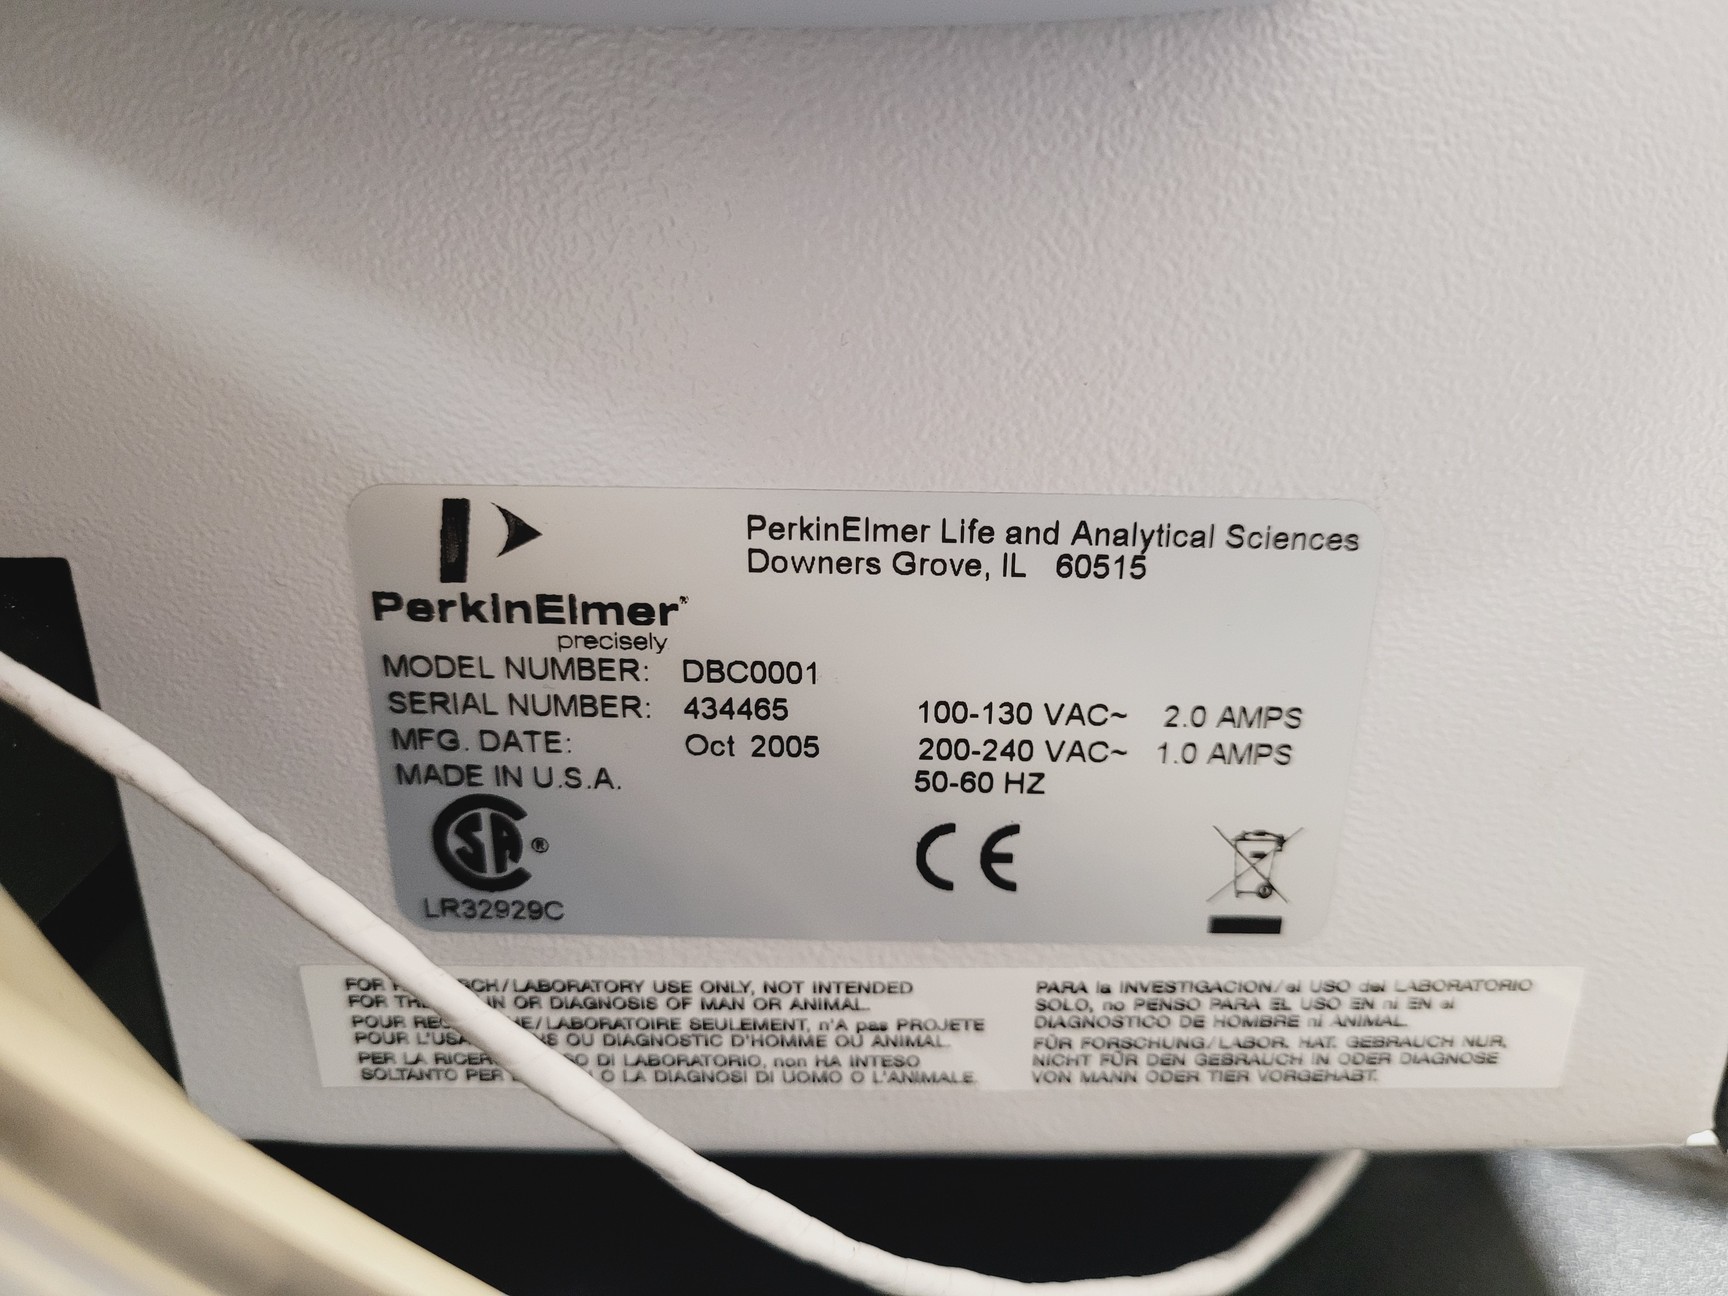 PerkinElmer®
precisely
PerkinElmer Life and Analytical Sciences
Downers Grove, IL 60515
MODEL NUMBER: DBC0001
SERIAL NUMBER: 434465 100-130 VAC~ 2.0 AMPS
MFG. DATE: Oct 2005 200-240 VAC~ 1.0 AMPS
MADE IN U.S.A. 50-60 HZ
CSA® CE
LR32929C
FOR /LABORATORY USE ONLY, NOT INTENDED
FOR IN OR DIAGNOSIS OF MAN OR ANIMAL.
POUR /LABORATOIRE SEULEMENT, n'A pas PROJETE
POUR OU DIAGNOSTIC D'HOMME OU ANIMAL.
PER LA DI LABORATORIO, non HA INTESO
SOLTANTO PER O LA DIAGNOSI DI UOMO O L'ANIMALE.
PARA la INVESTIGACION/el USO del LABORATORIO
SOLO, no PENSO PARA EL USO EN ni EN el
DIAGNOSTICO DE HOMBRE ni ANIMAL.
FÜR FORSCHUNG/LABOR. HAT. GEBRAUCH NUR,
NICHT FÜR DEN GEBRAUCH IN ODER DIAGNOSE
VON MANN ODER TIER VORGEHABT.